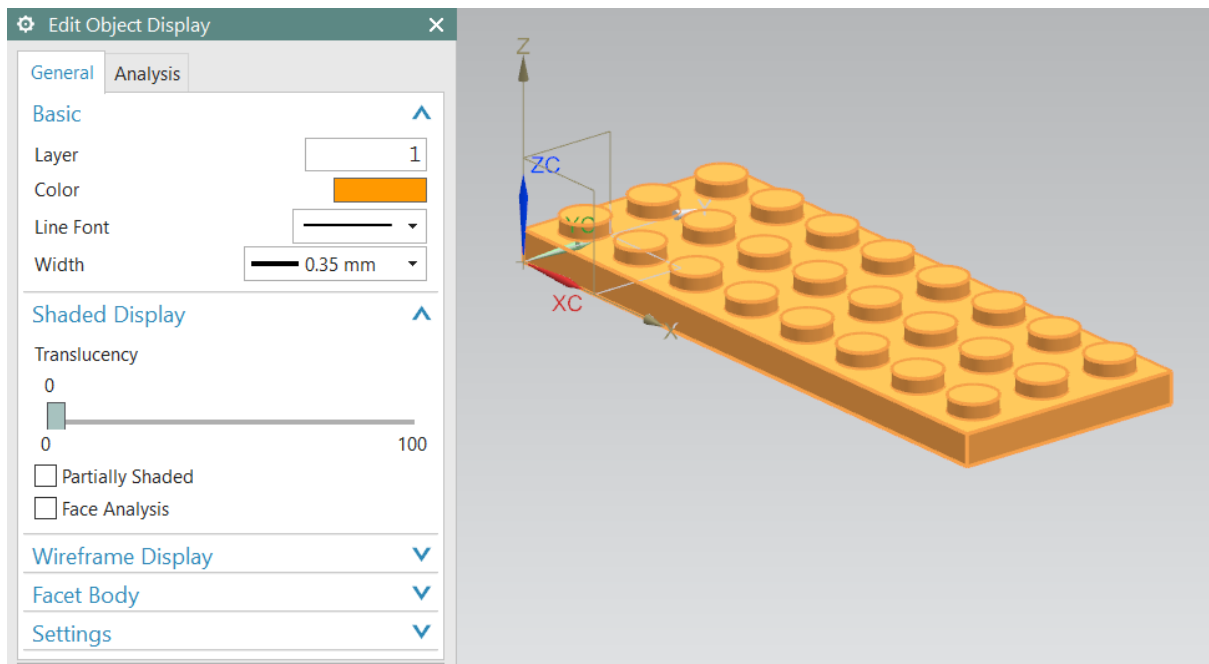 Edit Object Display
General Analysis
Basic
Layer 1
Color
Line Font
Width 0.35 mm
Shaded Display
Translucency
0
0 100
Partially Shaded
Face Analysis
Wireframe Display
Facet Body
Settings
Z
ZC
YC Y
XC X